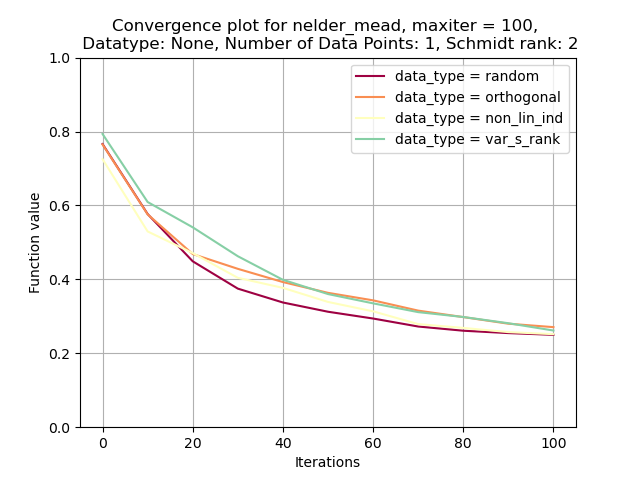 Convergence plot for nelder_mead, maxiter = 100,
Datatype: None, Number of Data Points: 1, Schmidt rank: 2
data_type = random
data_type = orthogonal
data_type = non_lin_ind
data_type = var_s_rank
Function value
1.0
0.8
0.6
0.4
0.2
0.0
0 20 40 60 80 100
Iterations